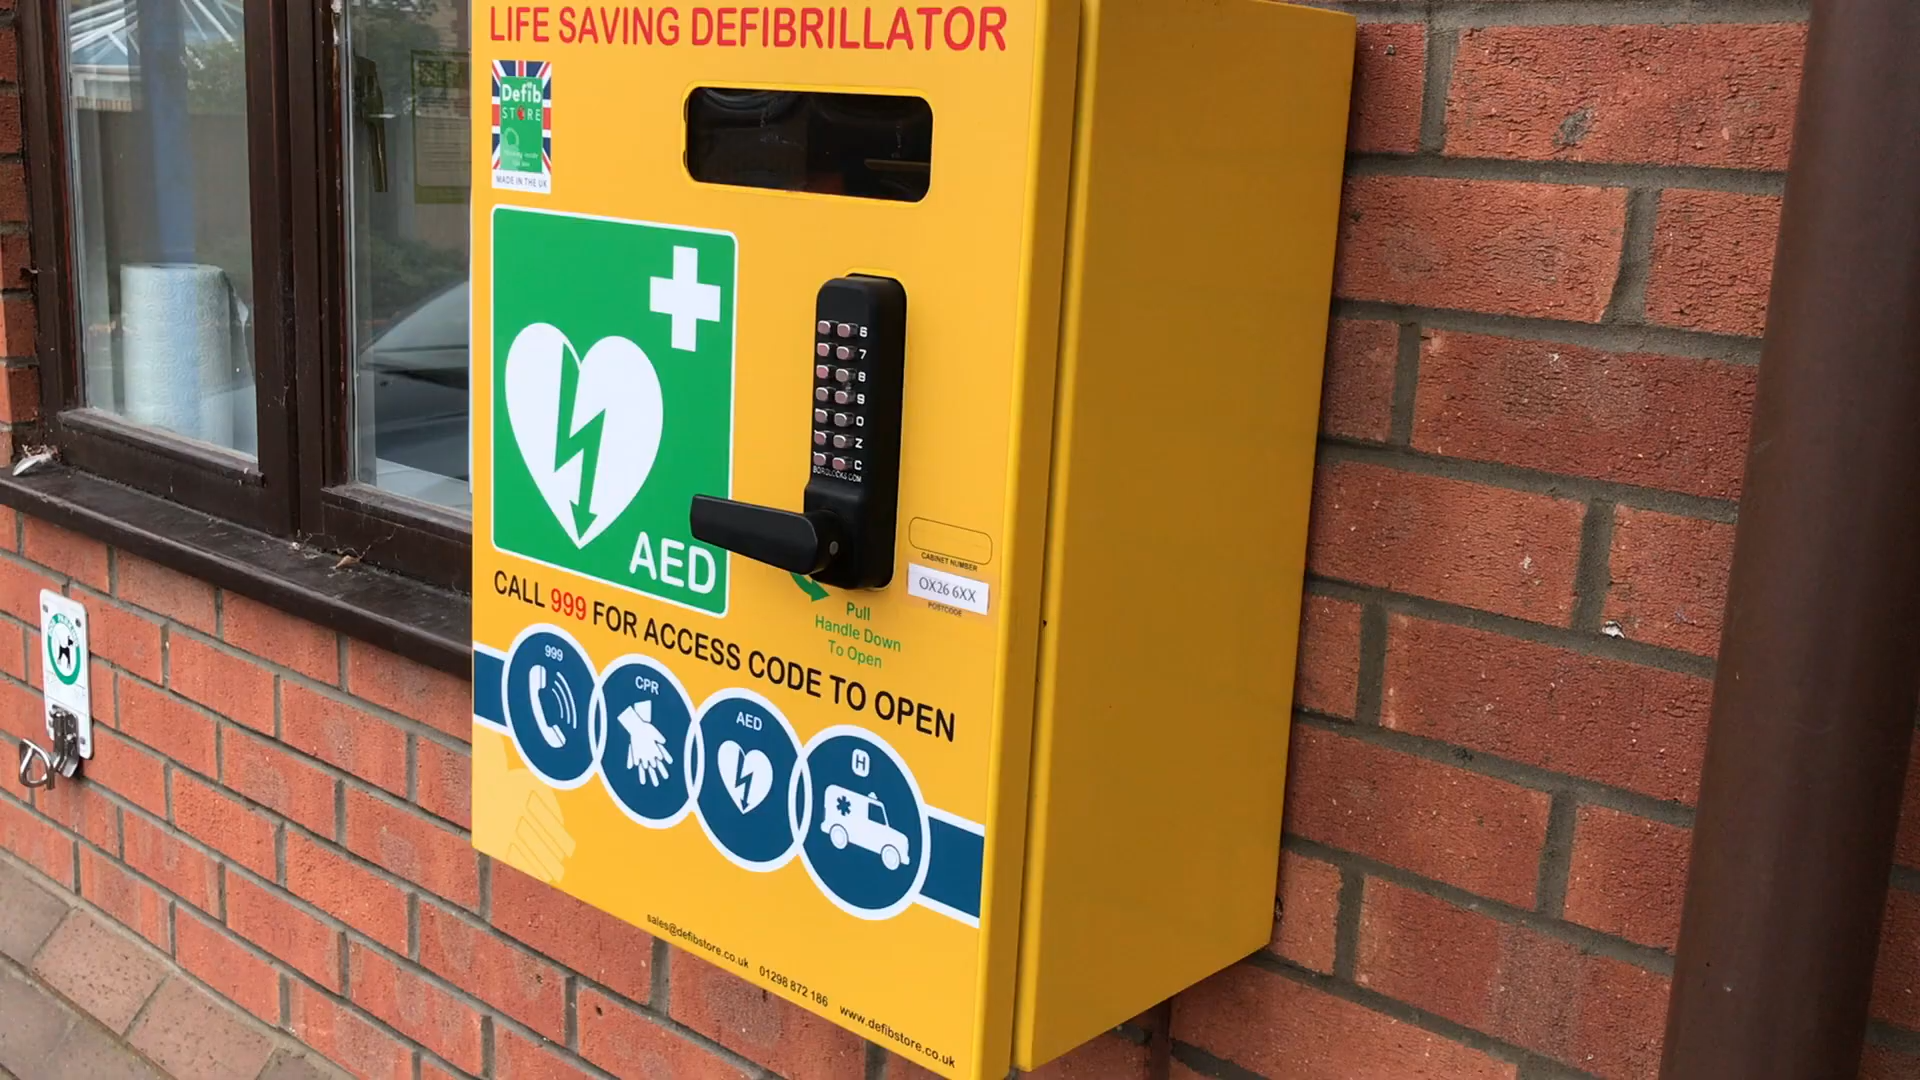 LIFE SAVING DEFIBRILLATOR
Defib
STORE
MADE IN THE UK
6
7
8
9
0
Z
C
BORGLOCKS.COM
AED
CABINET NUMBER
OX26 6XX
POSTCODE
Pull
Handle Down
To Open
CALL 999 FOR ACCESS CODE TO OPEN
999
CPR
AED
H
sales@defibstore.co.uk 01298 872 186 www.defibstore.co.uk